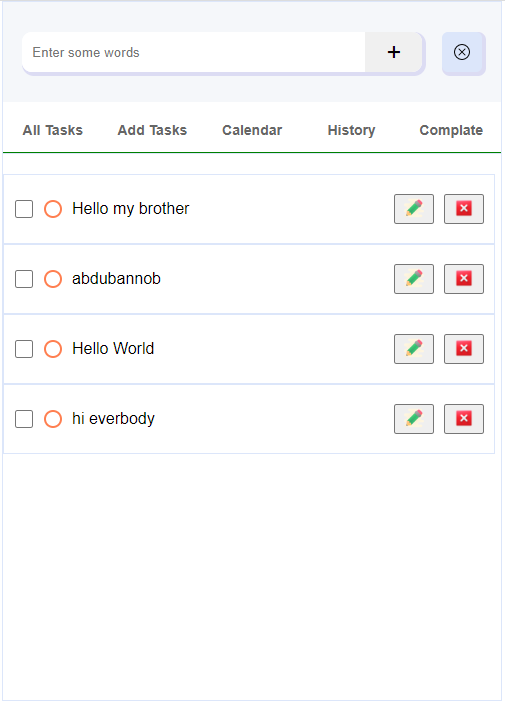 Enter some words +
All Tasks Add Tasks Calendar History Complate
Hello my brother
abdubannob
Hello World
hi everbody